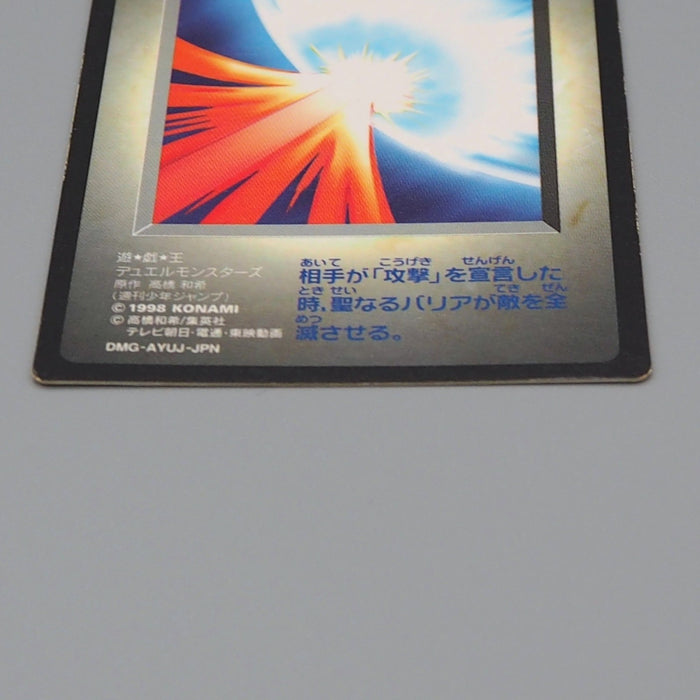 遊★戯★王
デュエルモンスターズ
原作 高橋 和希
(週刊少年ジャンプ)
© 1998 KONAMI
© 高橋和希/集英社
テレビ朝日・電通・東映動画
DMG-AYUJ-JPN
あいて こうげき せんげん
相手が「攻撃」を宣言した
とき せい てき ぜん
時、聖なるバリアが敵を全
めつ
滅させる。